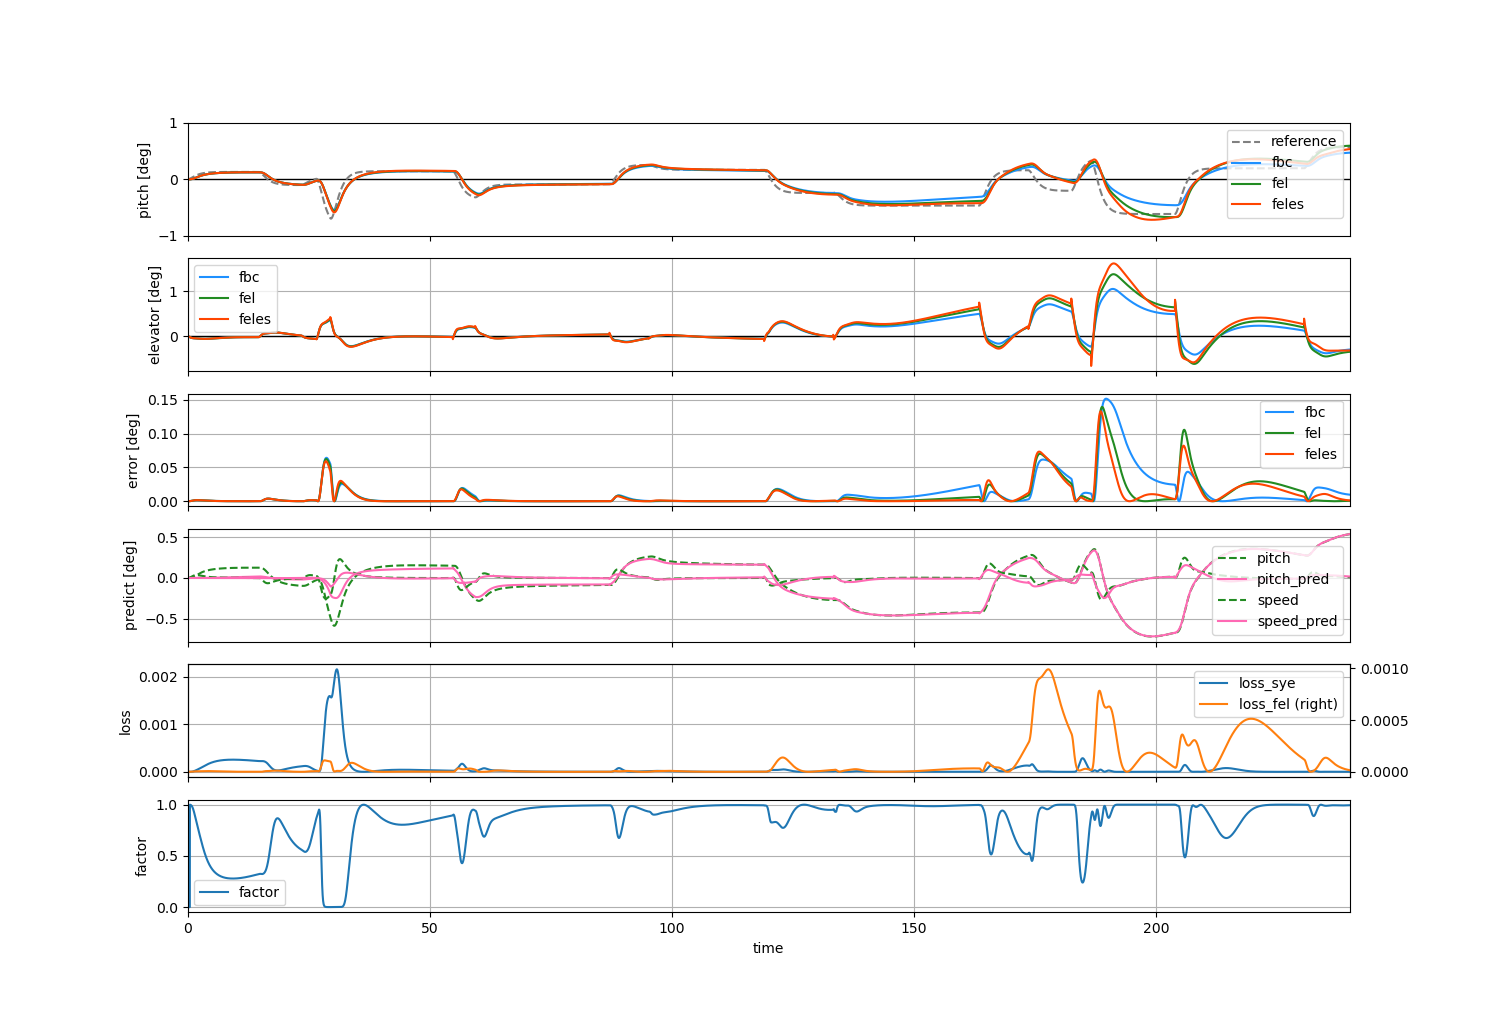 1
0
−1
pitch [deg]
reference
fbc
fel
feles
1
0
elevator [deg]
fbc
fel
feles
0.15
0.10
0.05
0.00
error [deg]
fbc
fel
feles
0.5
0.0
−0.5
predict [deg]
pitch
pitch_pred
speed
speed_pred
0.002
0.001
0.000
loss
loss_sye
loss_fel (right)
0.0010
0.0005
0.0000
1.0
0.5
0.0
factor
factor
0
50
100
150
200
time